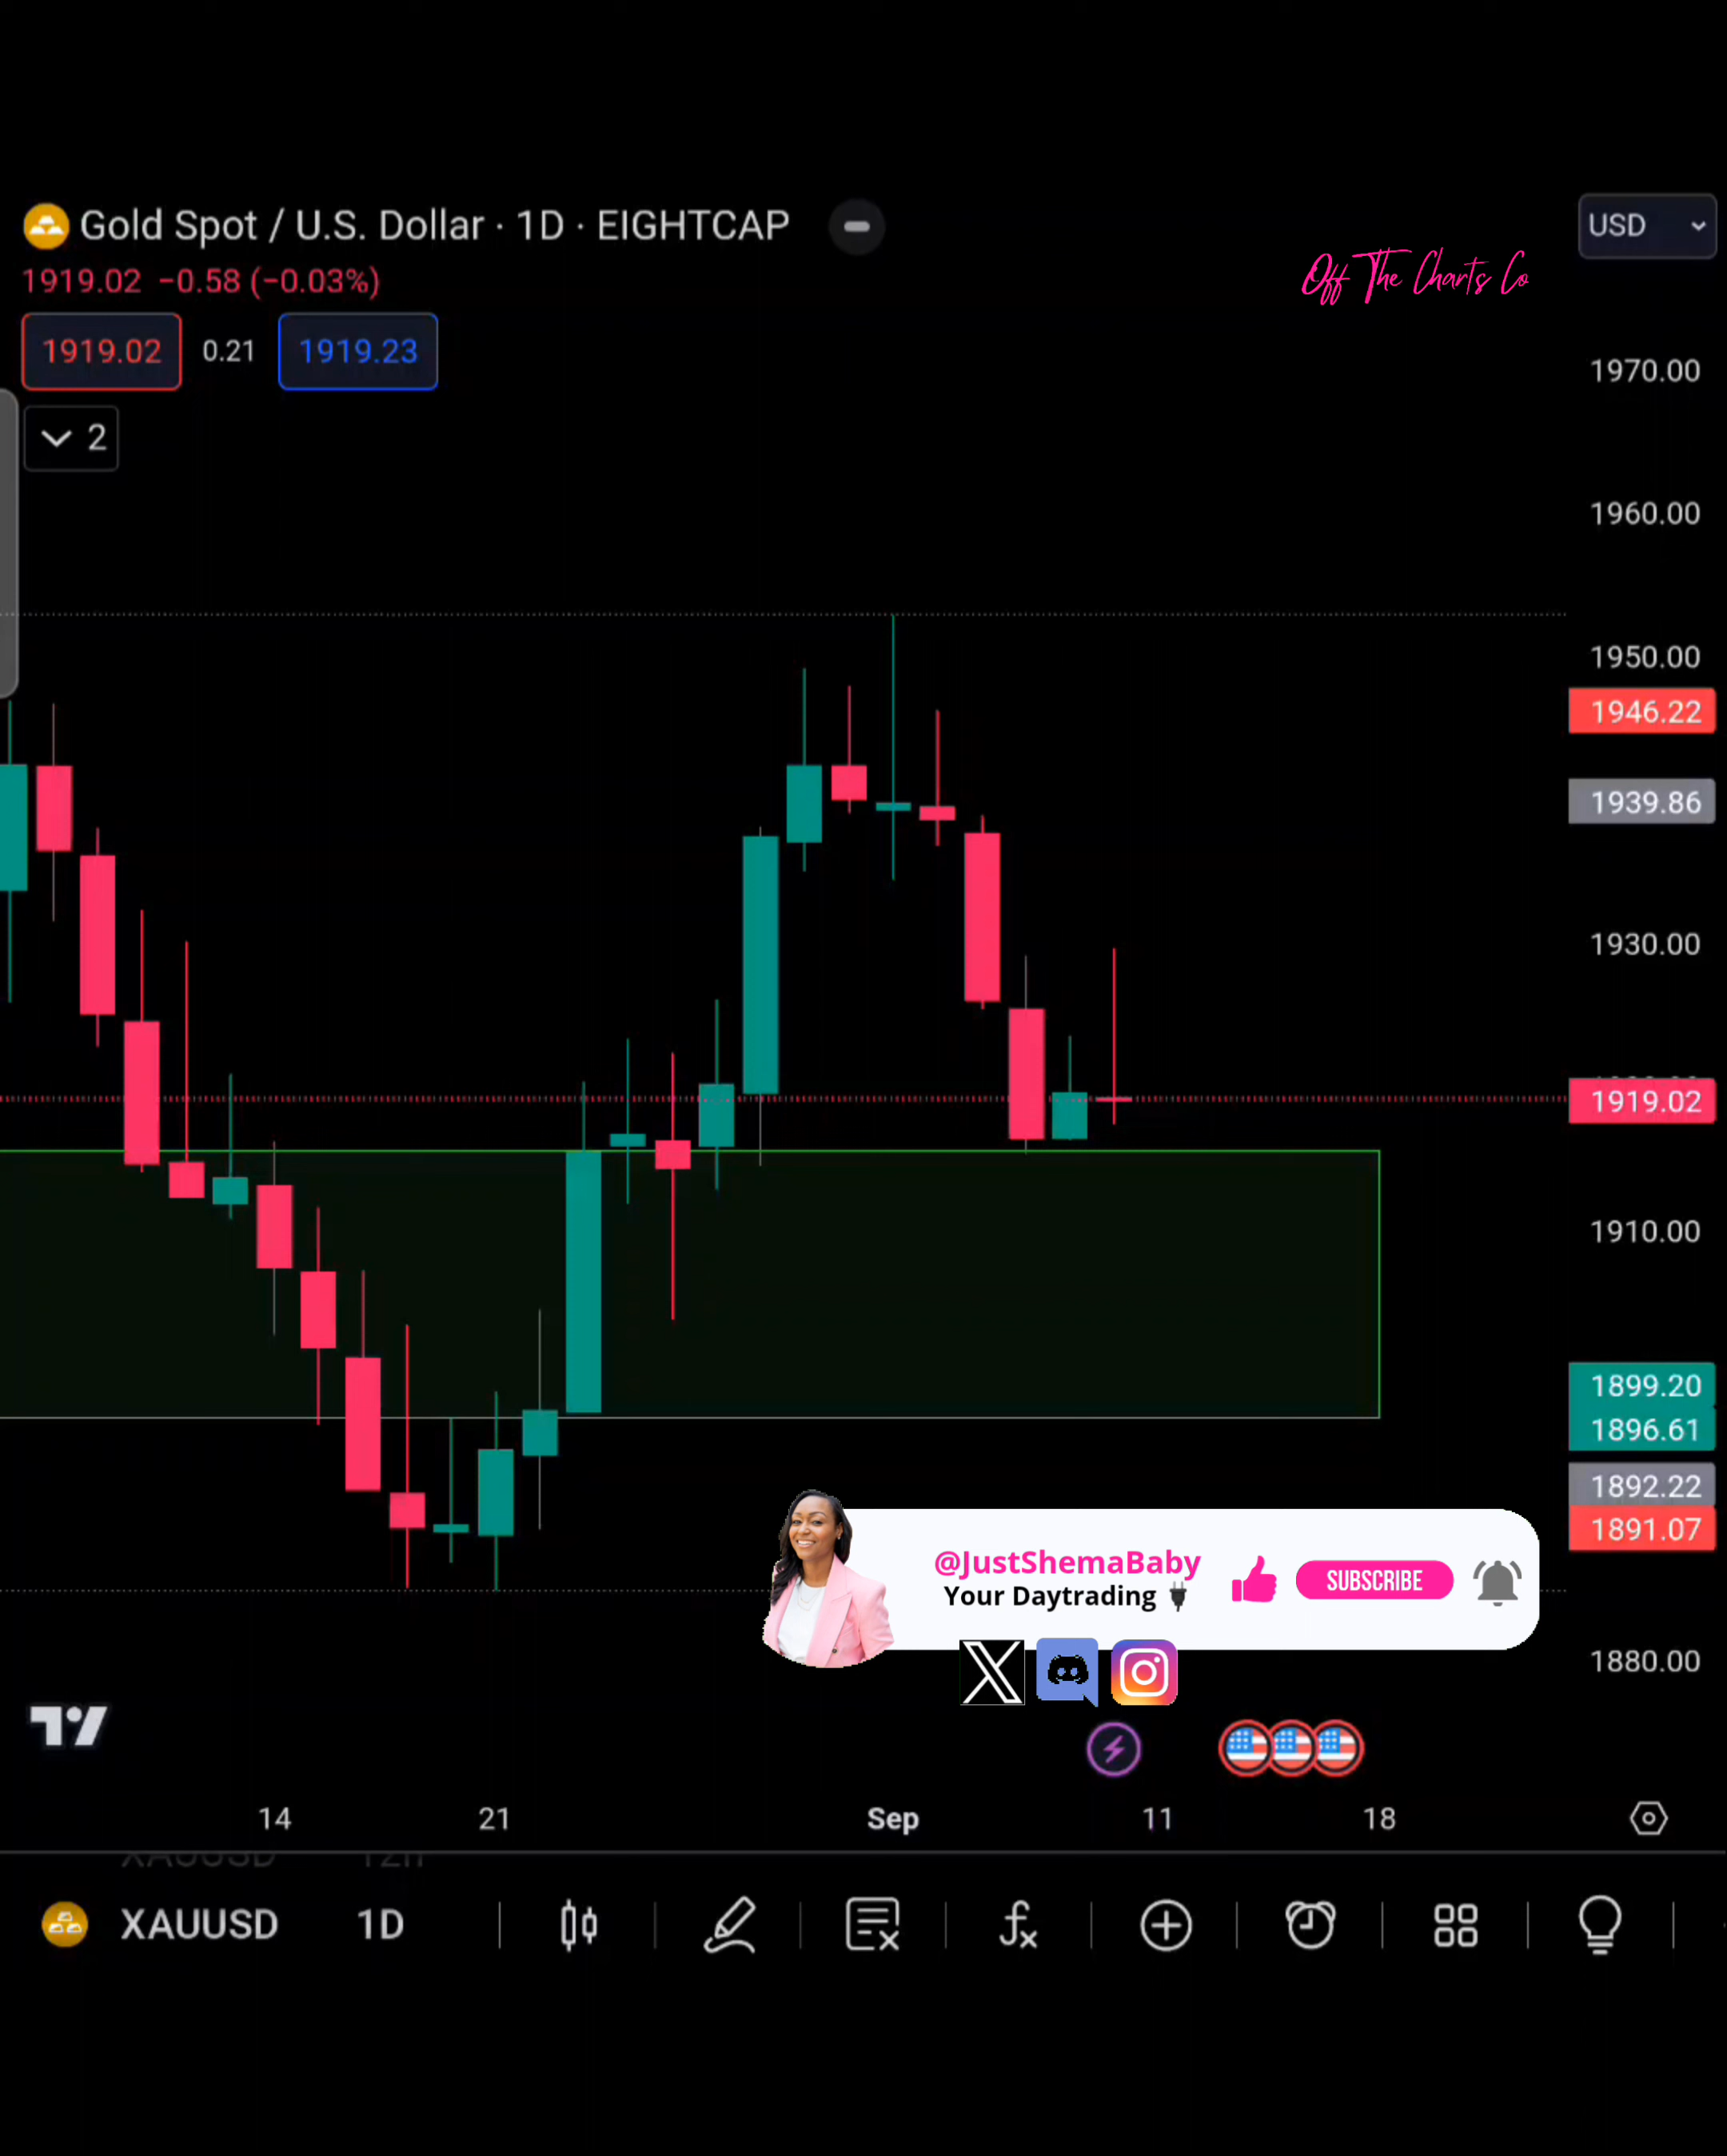 Gold Spot / U.S. Dollar · 1D · EIGHTCAP
USD
1919.02 −0.58 (−0.03%)
Off The Charts Co
1919.02 0.21 1919.23
1970.00
2
1960.00
1950.00
1946.22
1939.86
1930.00
1919.02
1910.00
1899.20
1896.61
1892.22
1891.07
@JustShemaBaby
Your Daytrading
SUBSCRIBE
1880.00
14 21 Sep 11 18
XAUUSD 12h
XAUUSD 1D